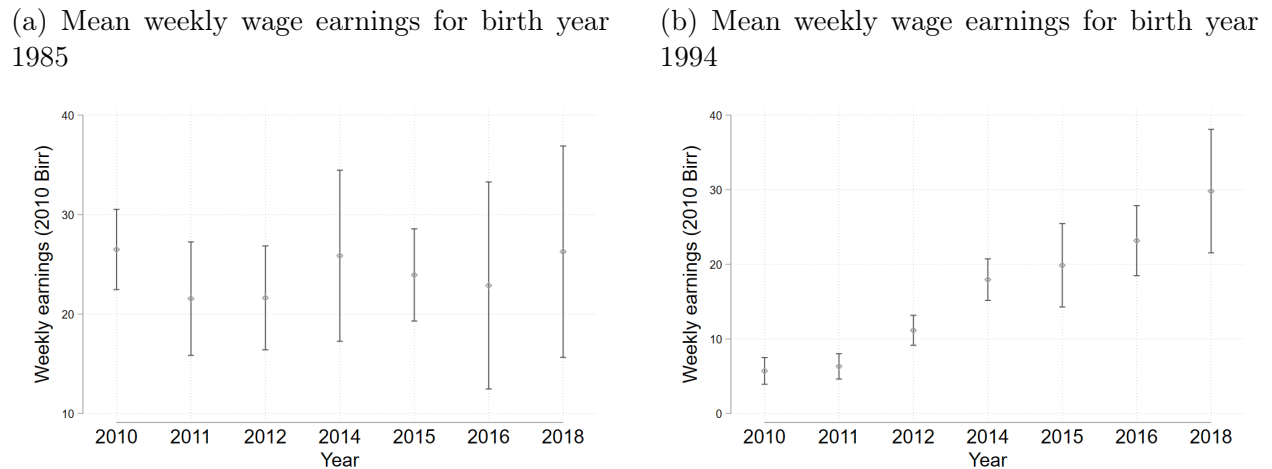 (a) Mean weekly wage earnings for birth year
1985
40
30
20
10
Weekly earnings (2010 Birr)
2010 2011 2012 2014 2015 2016 2018
Year
(b) Mean weekly wage earnings for birth year
1994
40
30
20
10
0
Weekly earnings (2010 Birr)
2010 2011 2012 2014 2015 2016 2018
Year